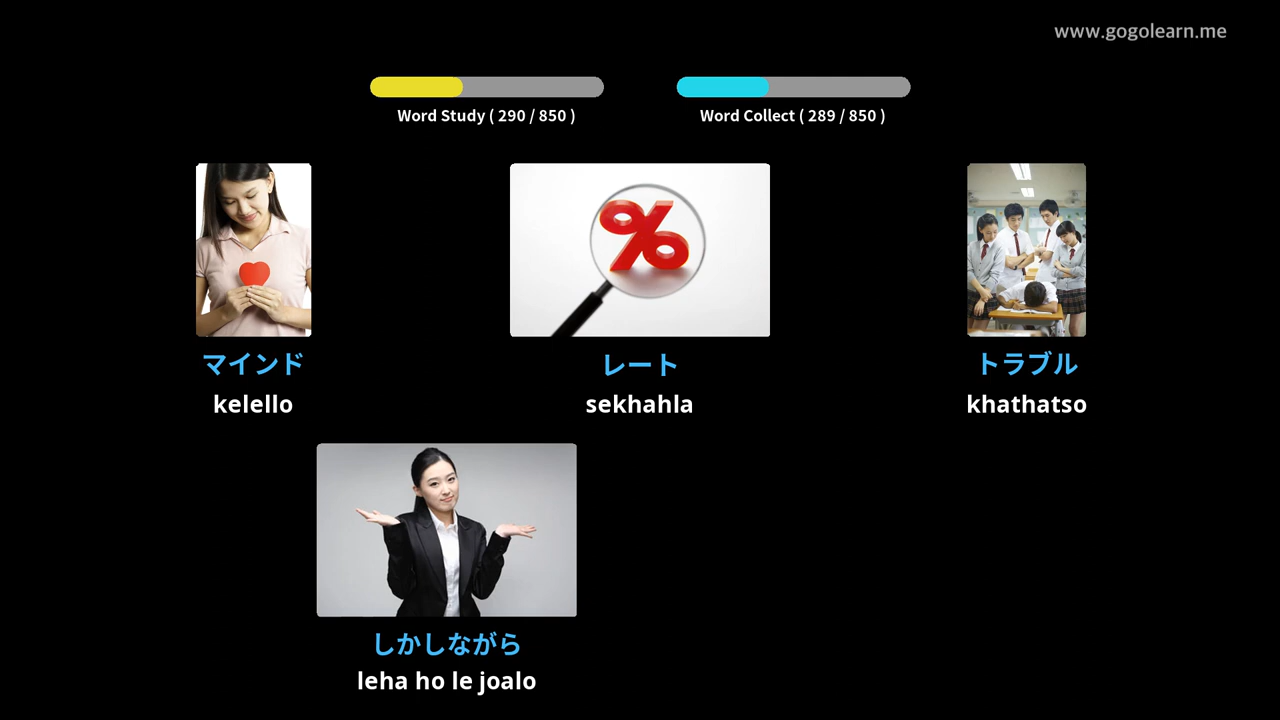 www.gogolearn.me
Word Study ( 290 / 850 )
Word Collect ( 289 / 850 )
マインド
kelello
レート
sekhahla
トラブル
khathatso
しかしながら
leha ho le joalo